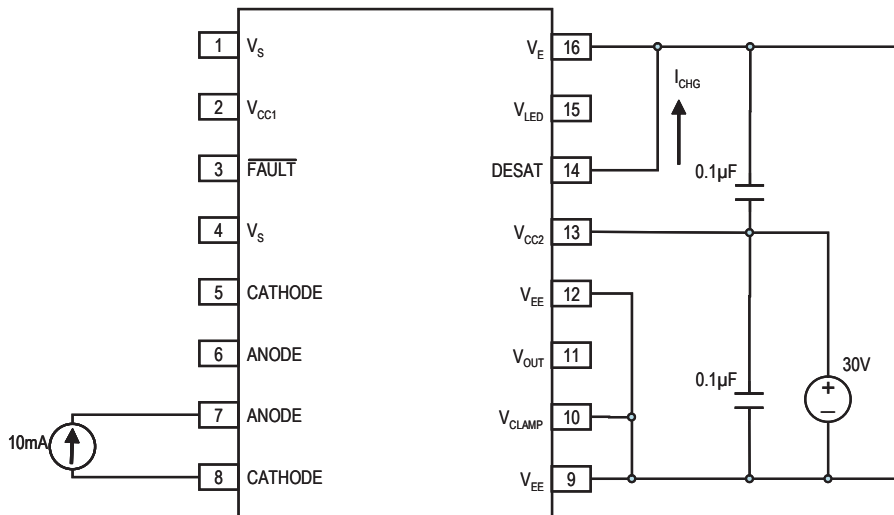 1 V_S
2 V_CC1
3 FAULT
4 V_S
5 CATHODE
6 ANODE
7 ANODE
8 CATHODE
10mA
V_E 16
V_LED 15
DESAT 14
V_CC2 13
V_EE 12
V_OUT 11
V_CLAMP 10
V_EE 9
I_CHG
0.1µF
0.1µF
30V
+
–